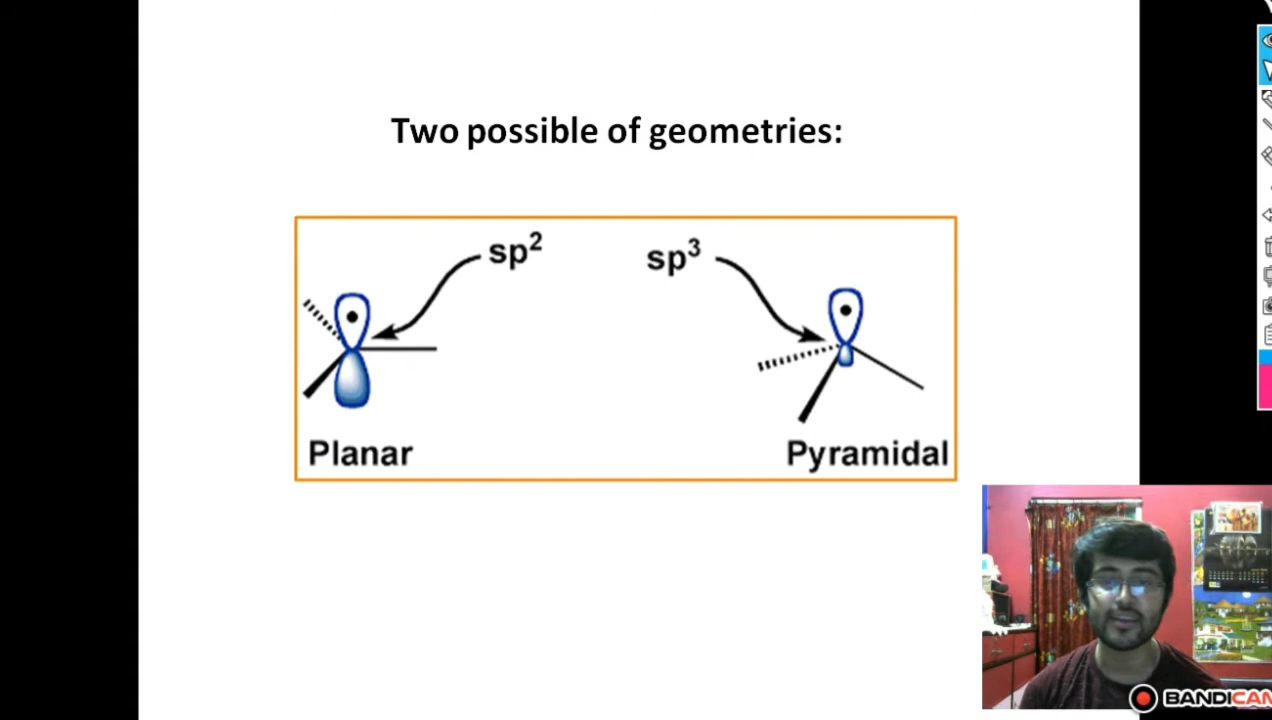 Two possible of geometries:
sp²
sp³
Planar
Pyramidal
BANDICAM